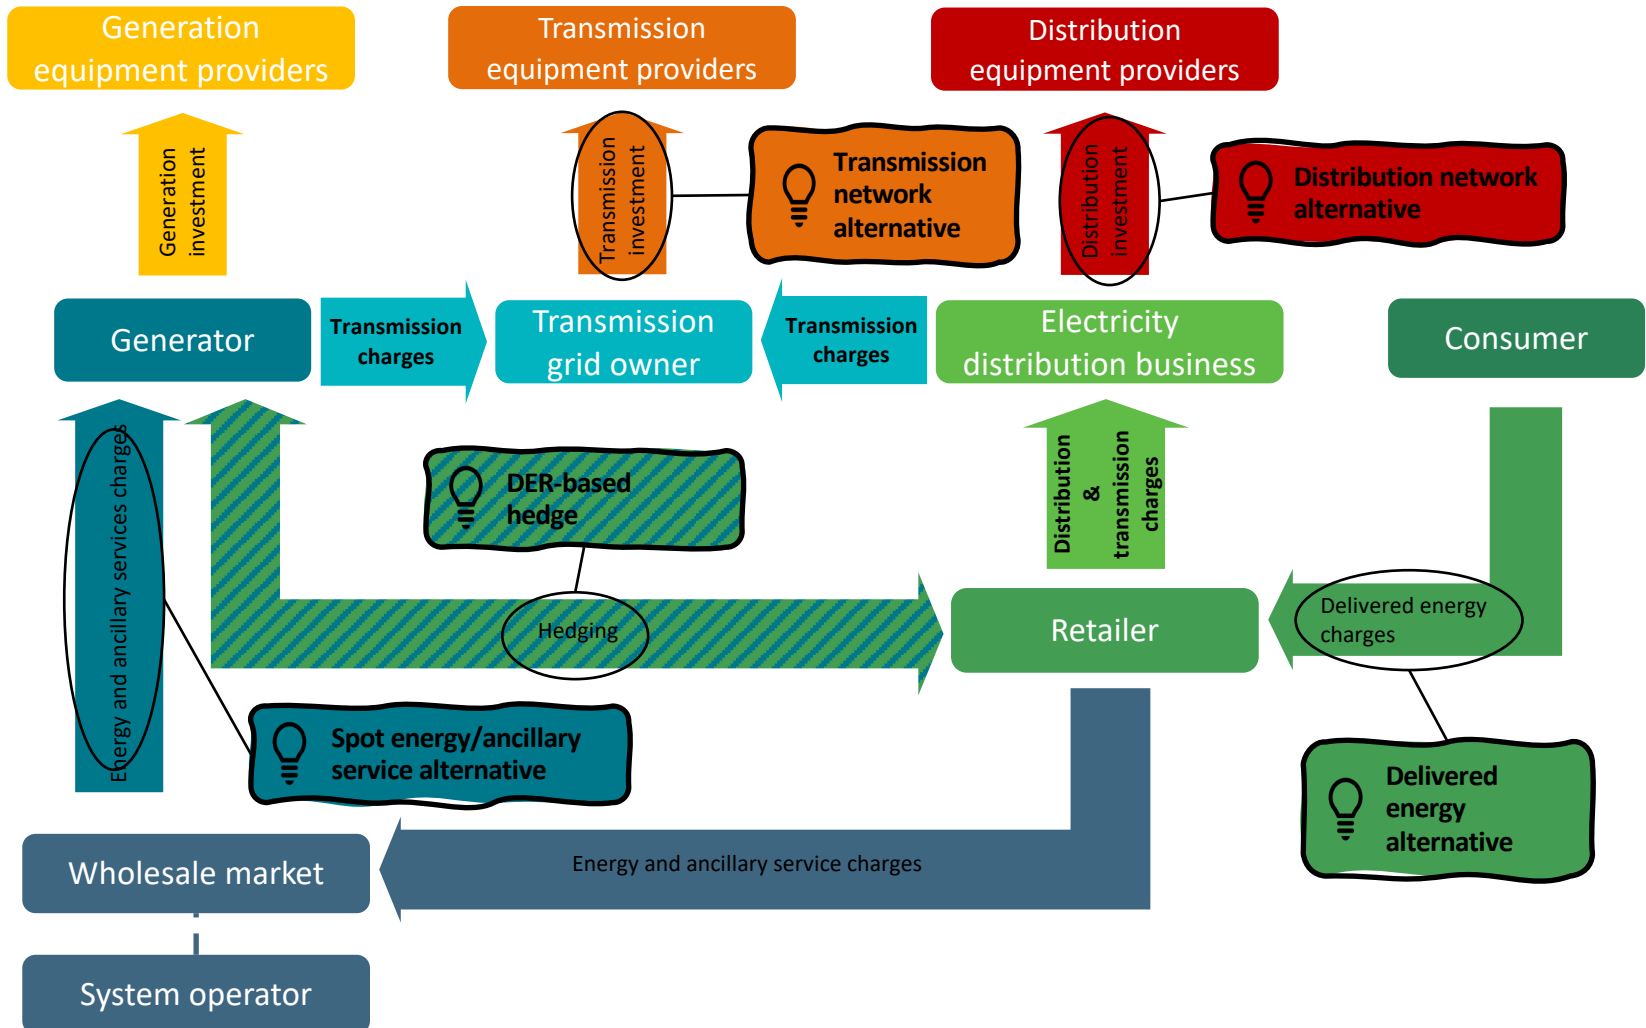 Generation
equipment providers
Transmission
equipment providers
Distribution
equipment providers
Generation
investment
Transmission
investment
Transmission
network
alternative
Distribution
investment
Distribution network
alternative
Generator
Transmission
charges
Transmission
grid owner
Transmission
charges
Electricity
distribution business
Consumer
Energy and ancillary services charges
DER-based
hedge
Distribution
&
transmission
charges
Hedging
Retailer
Delivered energy
charges
Spot energy/ancillary
service alternative
Delivered
energy
alternative
Wholesale market
Energy and ancillary service charges
System operator